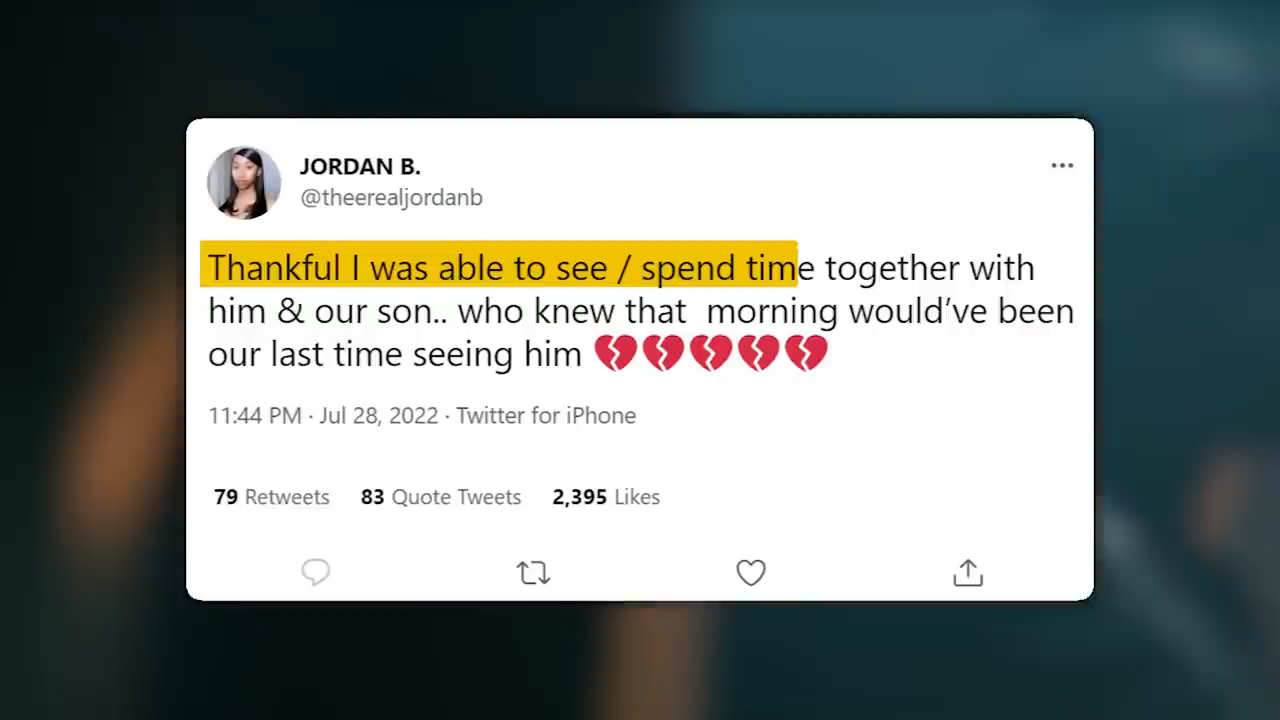 JORDAN B.
@theerealjordanb
Thankful I was able to see / spend time together with
him & our son.. who knew that  morning would’ve been
our last time seeing him 💔💔💔💔💔
11:44 PM · Jul 28, 2022 · Twitter for iPhone
79 Retweets 83 Quote Tweets 2,395 Likes